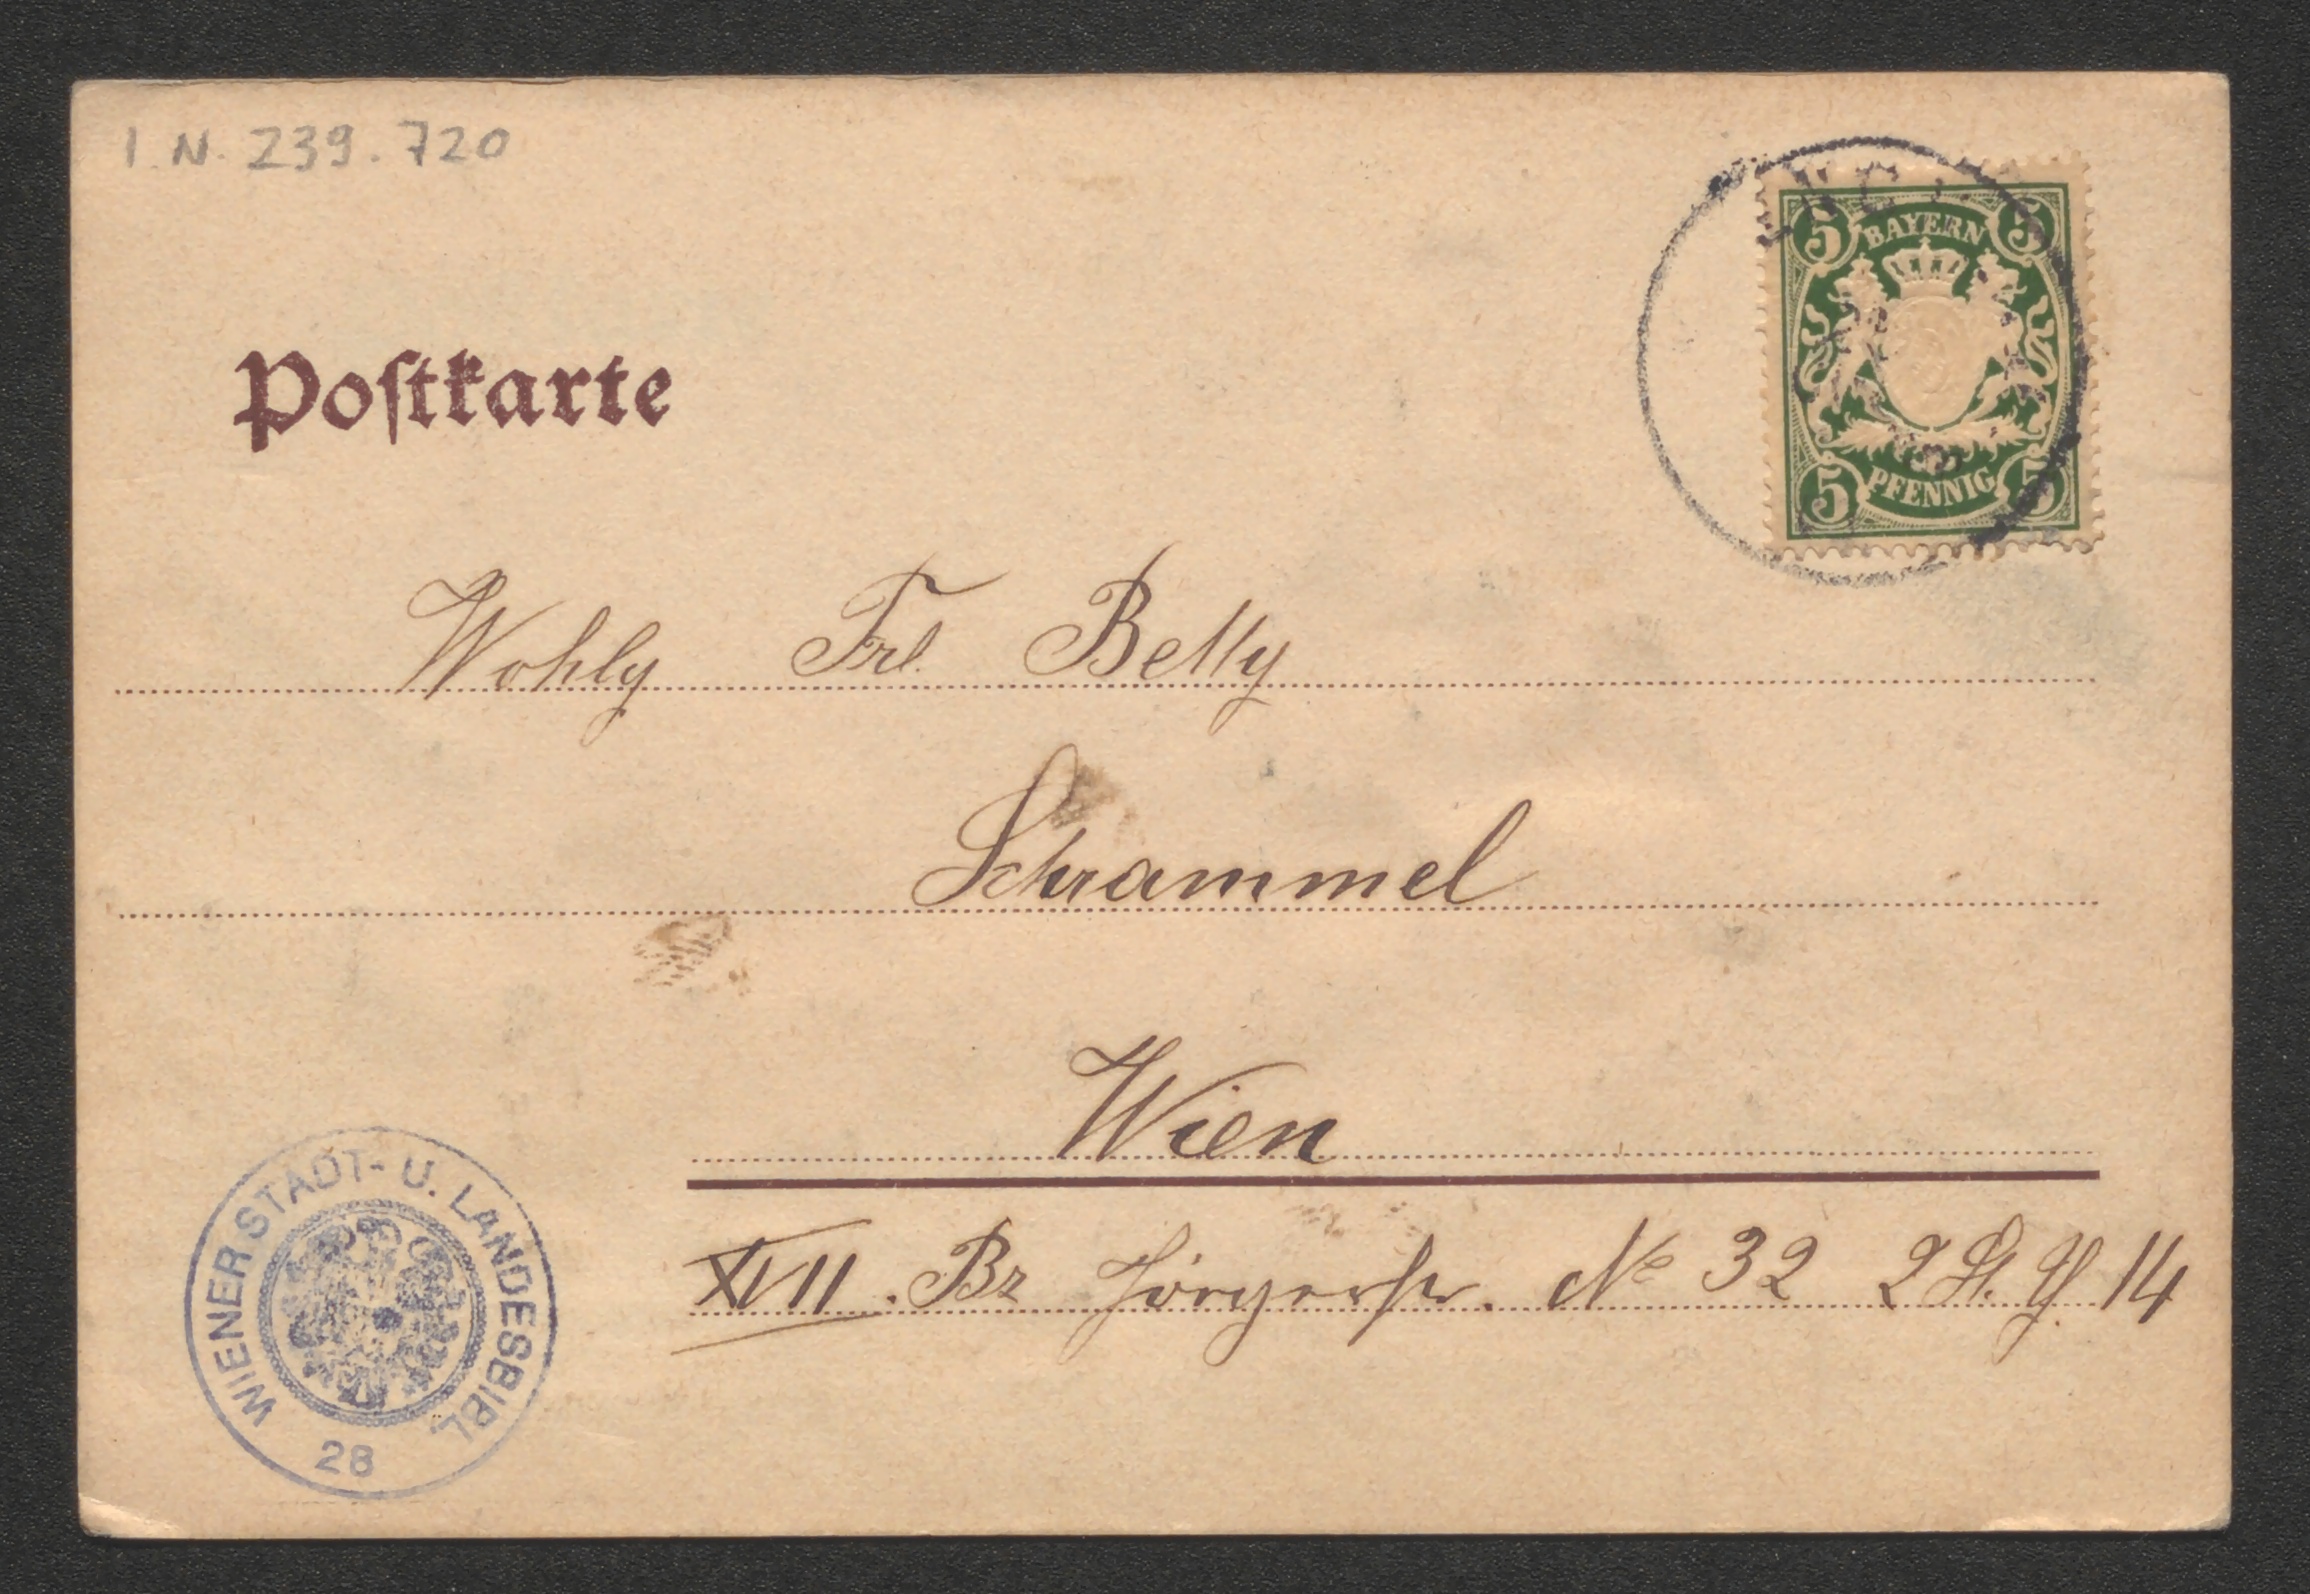 I.N. 239.720
5 BAYERN 5
5 PFENNIG 5
Postkarte
Wohlg Frl. Betty
Schrammel
Wien
XVII. Bz Jörgerstr. No 32 2 St. Th. 14
WIENER STADT- U. LANDESBIBL.
28